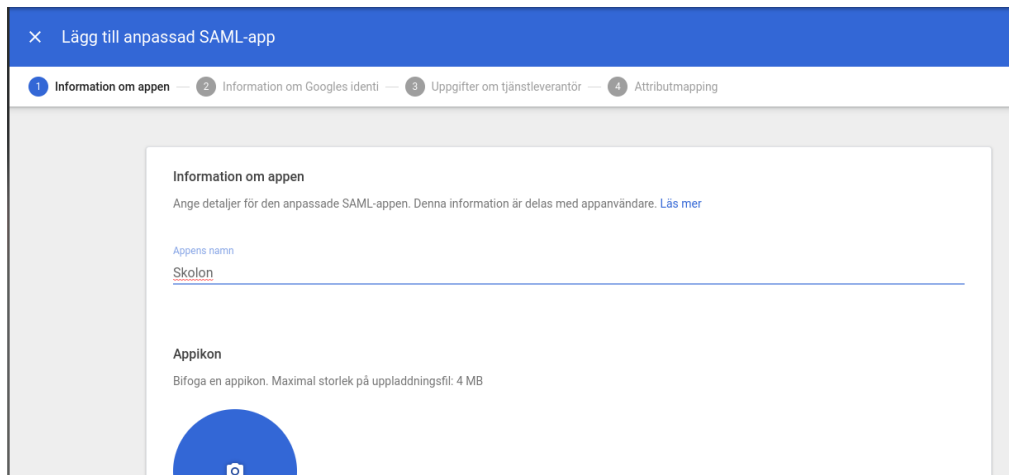 Lägg till anpassad SAML-app
1 Information om appen 2 Information om Googles identi 3 Uppgifter om tjänstleverantör 4 Attributmapping
Information om appen
Ange detaljer för den anpassade SAML-appen. Denna information är delas med appanvändare. Läs mer
Appens namn
Skolon
Appikon
Bifoga en appikon. Maximal storlek på uppladdningsfil: 4 MB